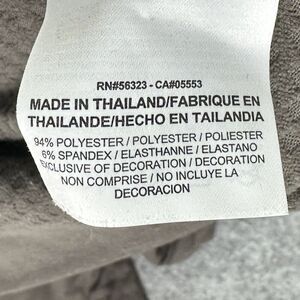 RN#56323 - CA#05553
MADE IN THAILAND/FABRIQUE EN
THAILANDE/HECHO EN TAILANDIA
94% POLYESTER / POLYESTER / POLIESTER
6% SPANDEX / ELASTHANNE / ELASTANO
EXCLUSIVE OF DECORATION / DECORATION
NON COMPRISE / NO INCLUYE LA
DECORACION